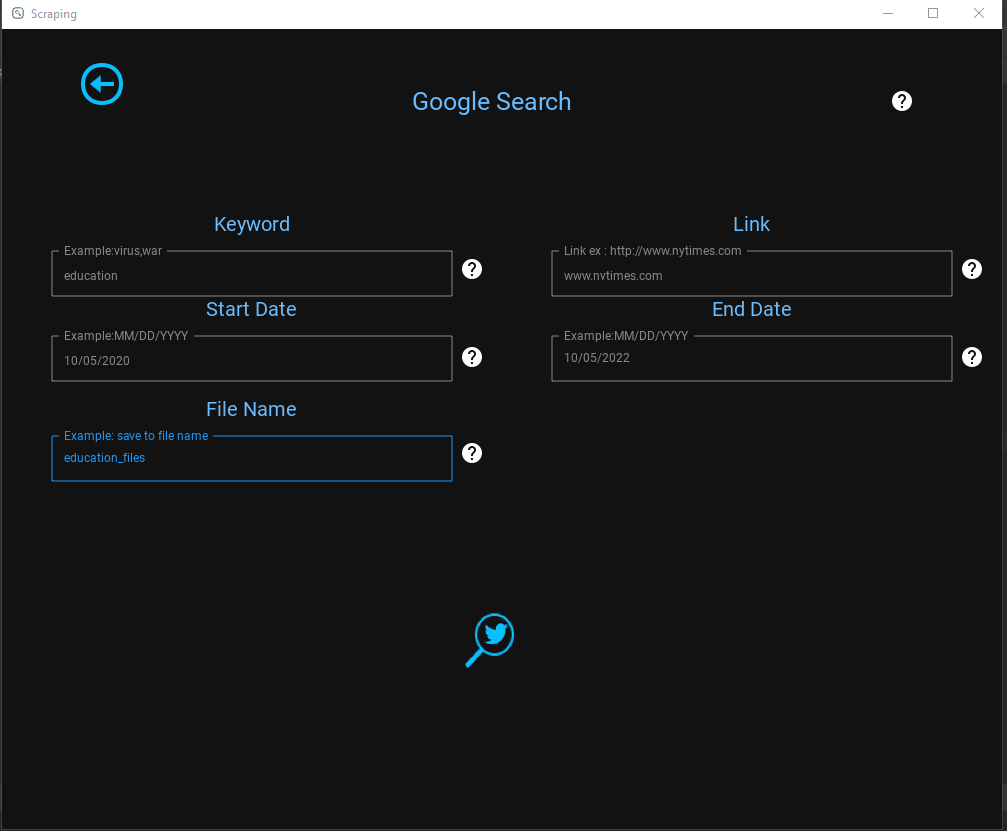 Scraping
Google Search
?
Keyword
Link
Example:virus,war
Link ex : http://www.nytimes.com
education
?
www.nytimes.com
?
Start Date
End Date
Example:MM/DD/YYYY
Example:MM/DD/YYYY
10/05/2020
?
10/05/2022
?
File Name
Example: save to file name
education_files
?